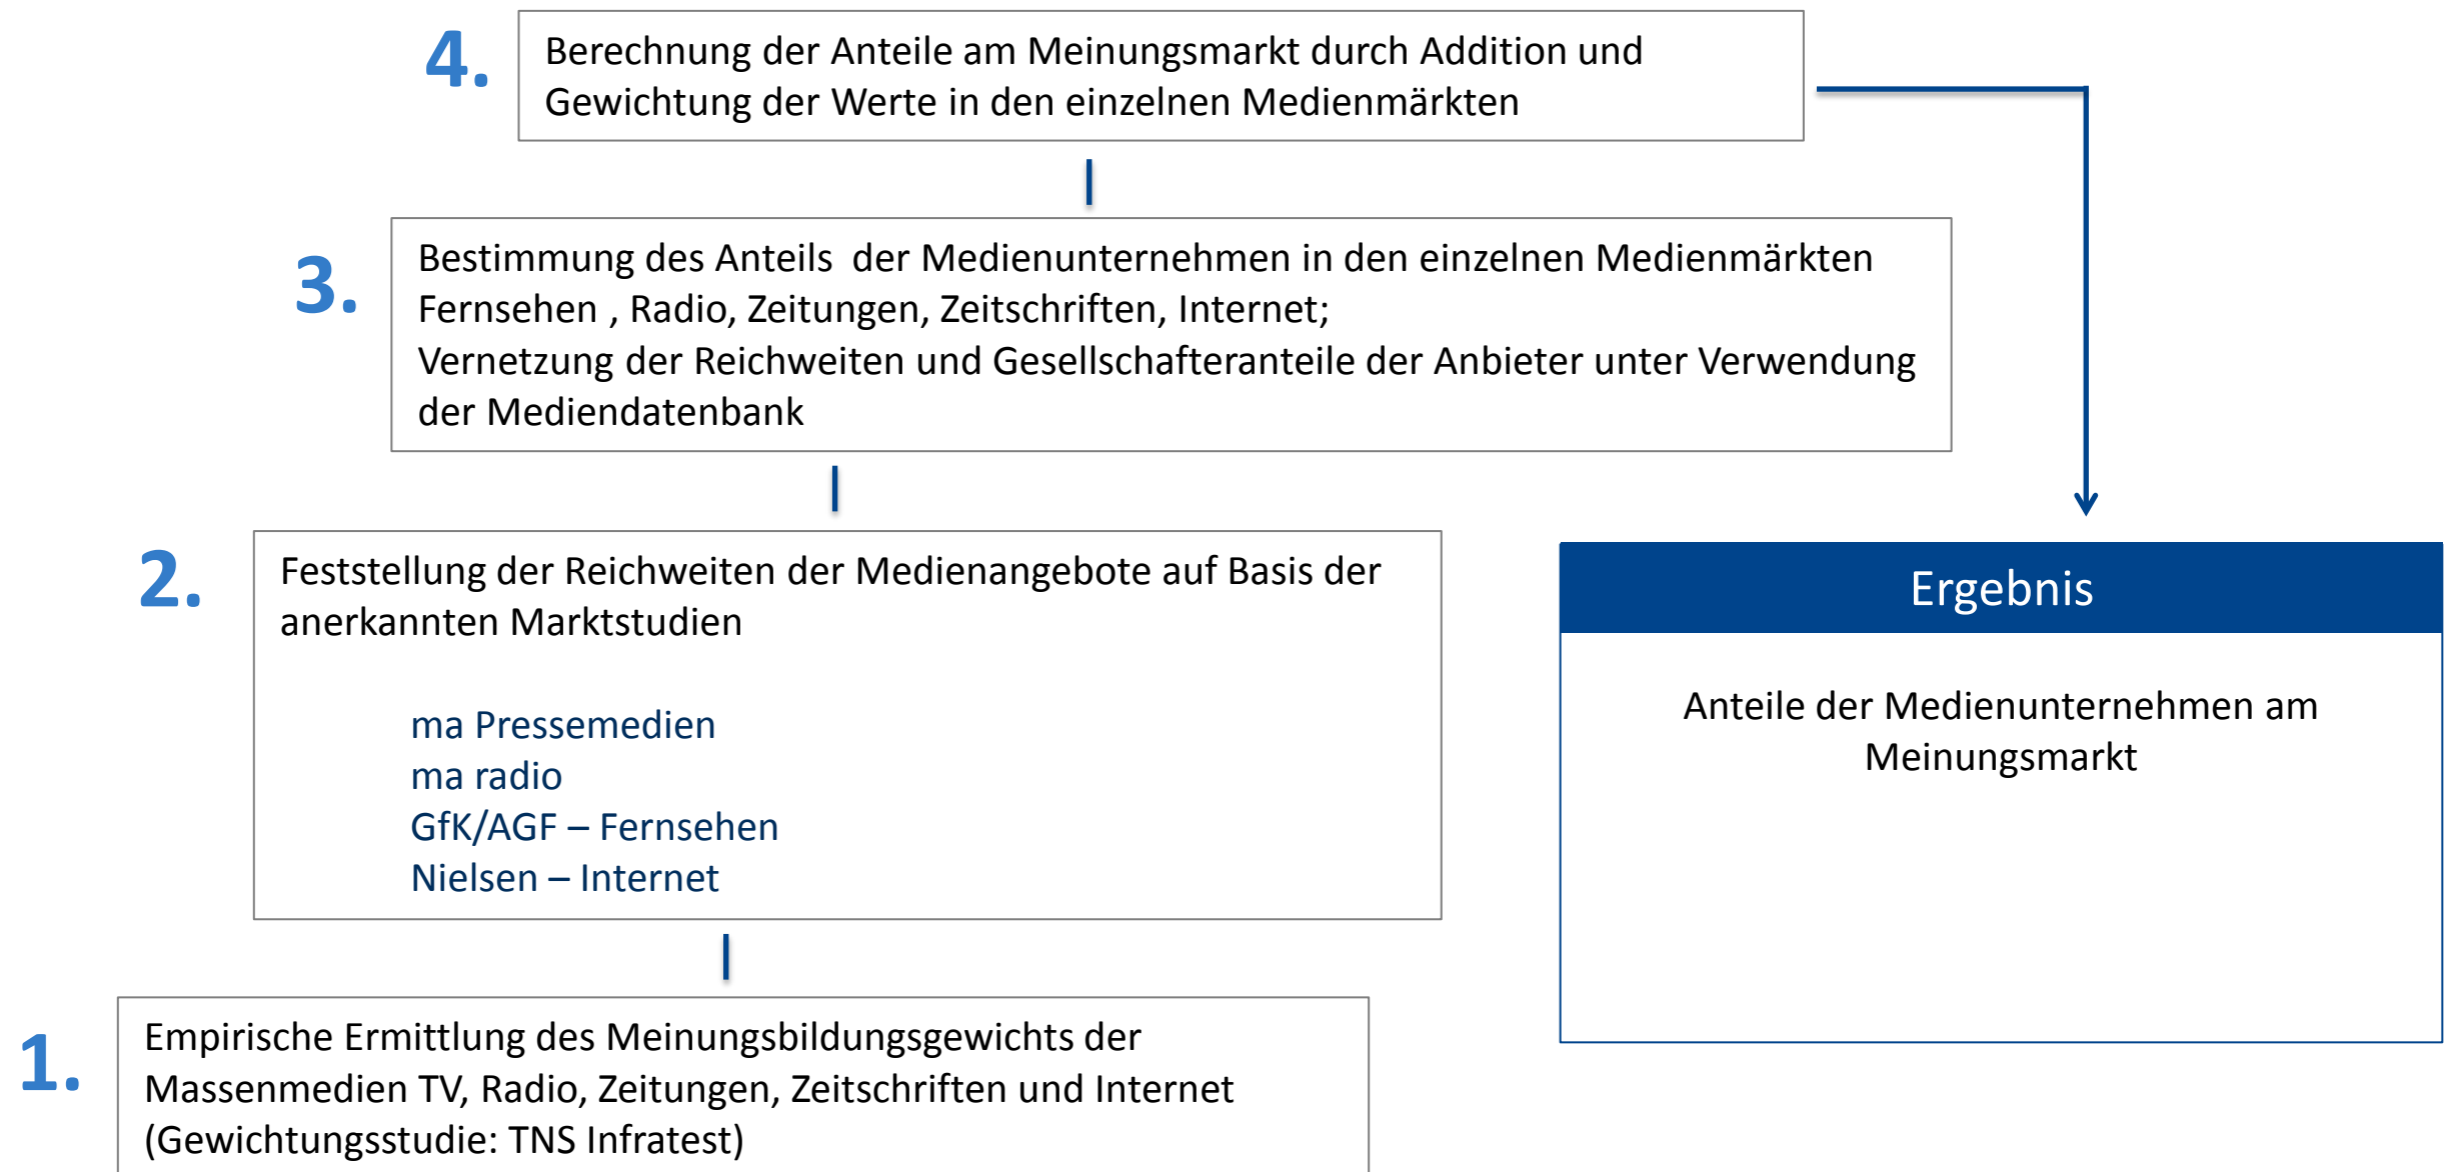 4.
Berechnung der Anteile am Meinungsmarkt durch Addition und
Gewichtung der Werte in den einzelnen Medienmärkten
3.
Bestimmung des Anteils der Medienunternehmen in den einzelnen Medienmärkten
Fernsehen , Radio, Zeitungen, Zeitschriften, Internet;
Vernetzung der Reichweiten und Gesellschafteranteile der Anbieter unter Verwendung
der Mediendatenbank
2.
Feststellung der Reichweiten der Medienangebote auf Basis der
anerkannten Marktstudien
ma Pressemedien
ma radio
GfK/AGF – Fernsehen
Nielsen – Internet
Ergebnis
Anteile der Medienunternehmen am
Meinungsmarkt
1.
Empirische Ermittlung des Meinungsbildungsgewichts der
Massenmedien TV, Radio, Zeitungen, Zeitschriften und Internet
(Gewichtungsstudie: TNS Infratest)